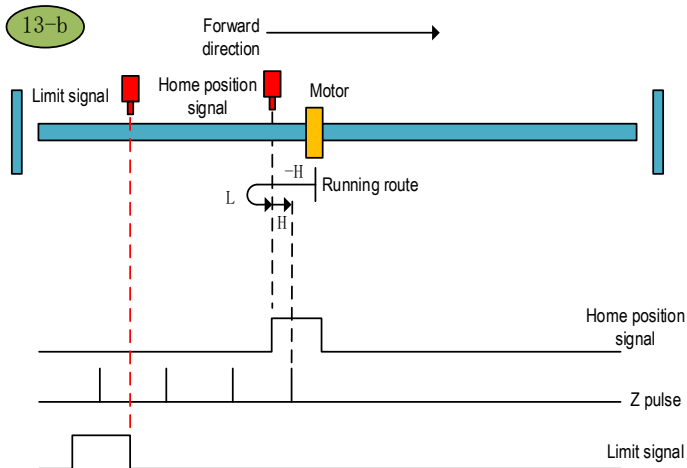 13-b
Forward
direction
Limit signal
Home position
signal
Motor
-H
Running route
L
H
Home position
signal
Z pulse
Limit signal